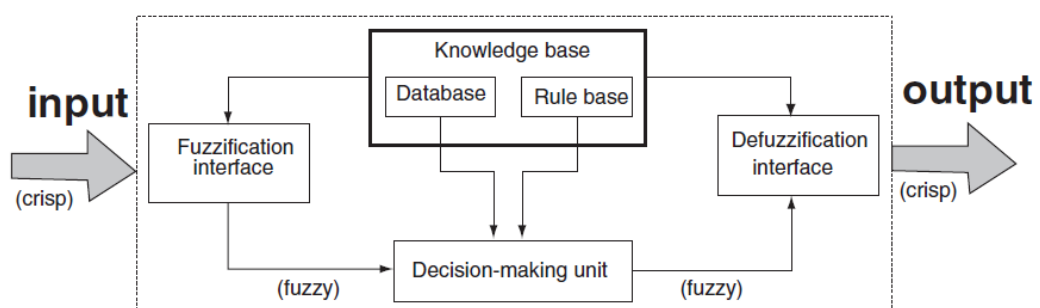 Knowledge base
Database
Rule base
input
output
Fuzzification
interface
Defuzzification
interface
(crisp)
(crisp)
Decision-making unit
(fuzzy)
(fuzzy)